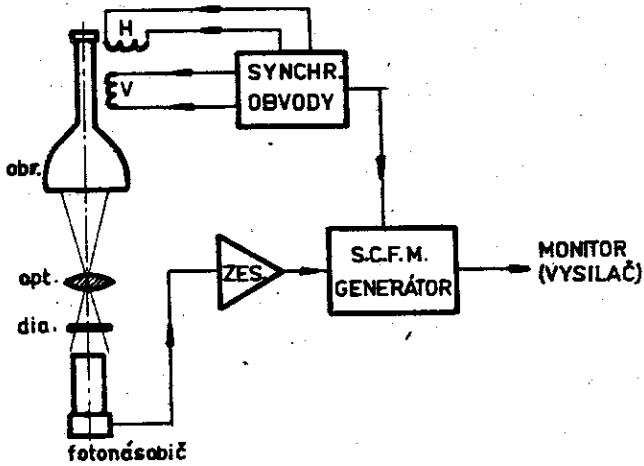 H
V
SYNCHR.
OBVODY
obr.
opt.
dia.
ZES.
S.C.F.M.
GENERÁTOR
MONITOR
(VYSILAČ)
fotonásobič